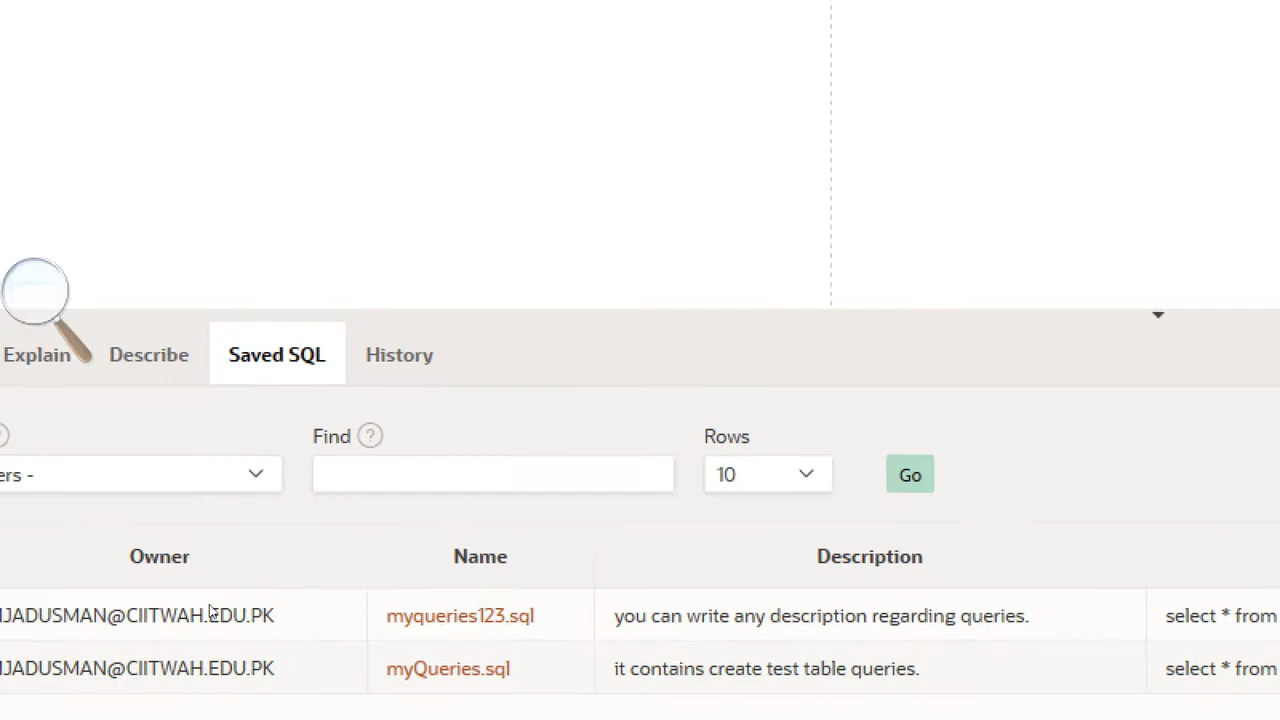 Explain Describe Saved SQL History
Find ? Rows
ers - 10 Go
Owner Name Description
JADUSMAN@CIITWAH.EDU.PK myqueries123.sql you can write any description regarding queries. select * from
JADUSMAN@CIITWAH.EDU.PK myQueries.sql it contains create test table queries. select * from